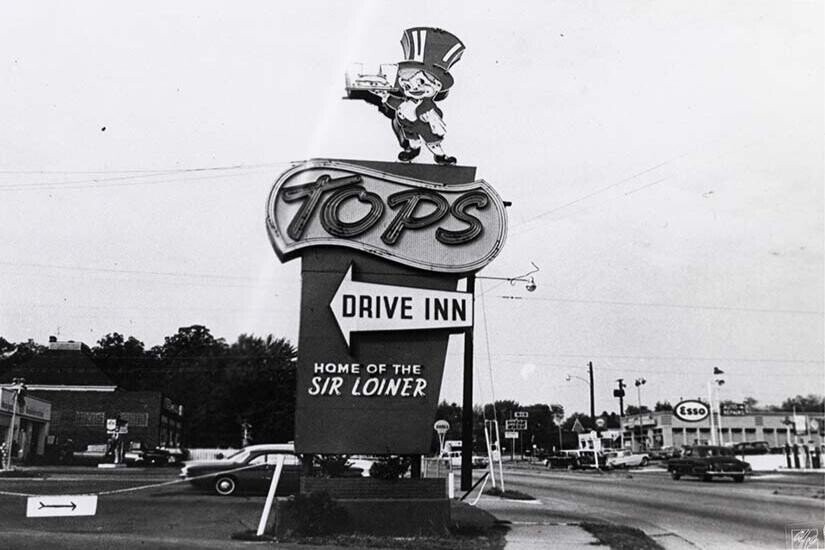 TOPS
DRIVE INN
HOME OF THE
SIR LOINER
Esso